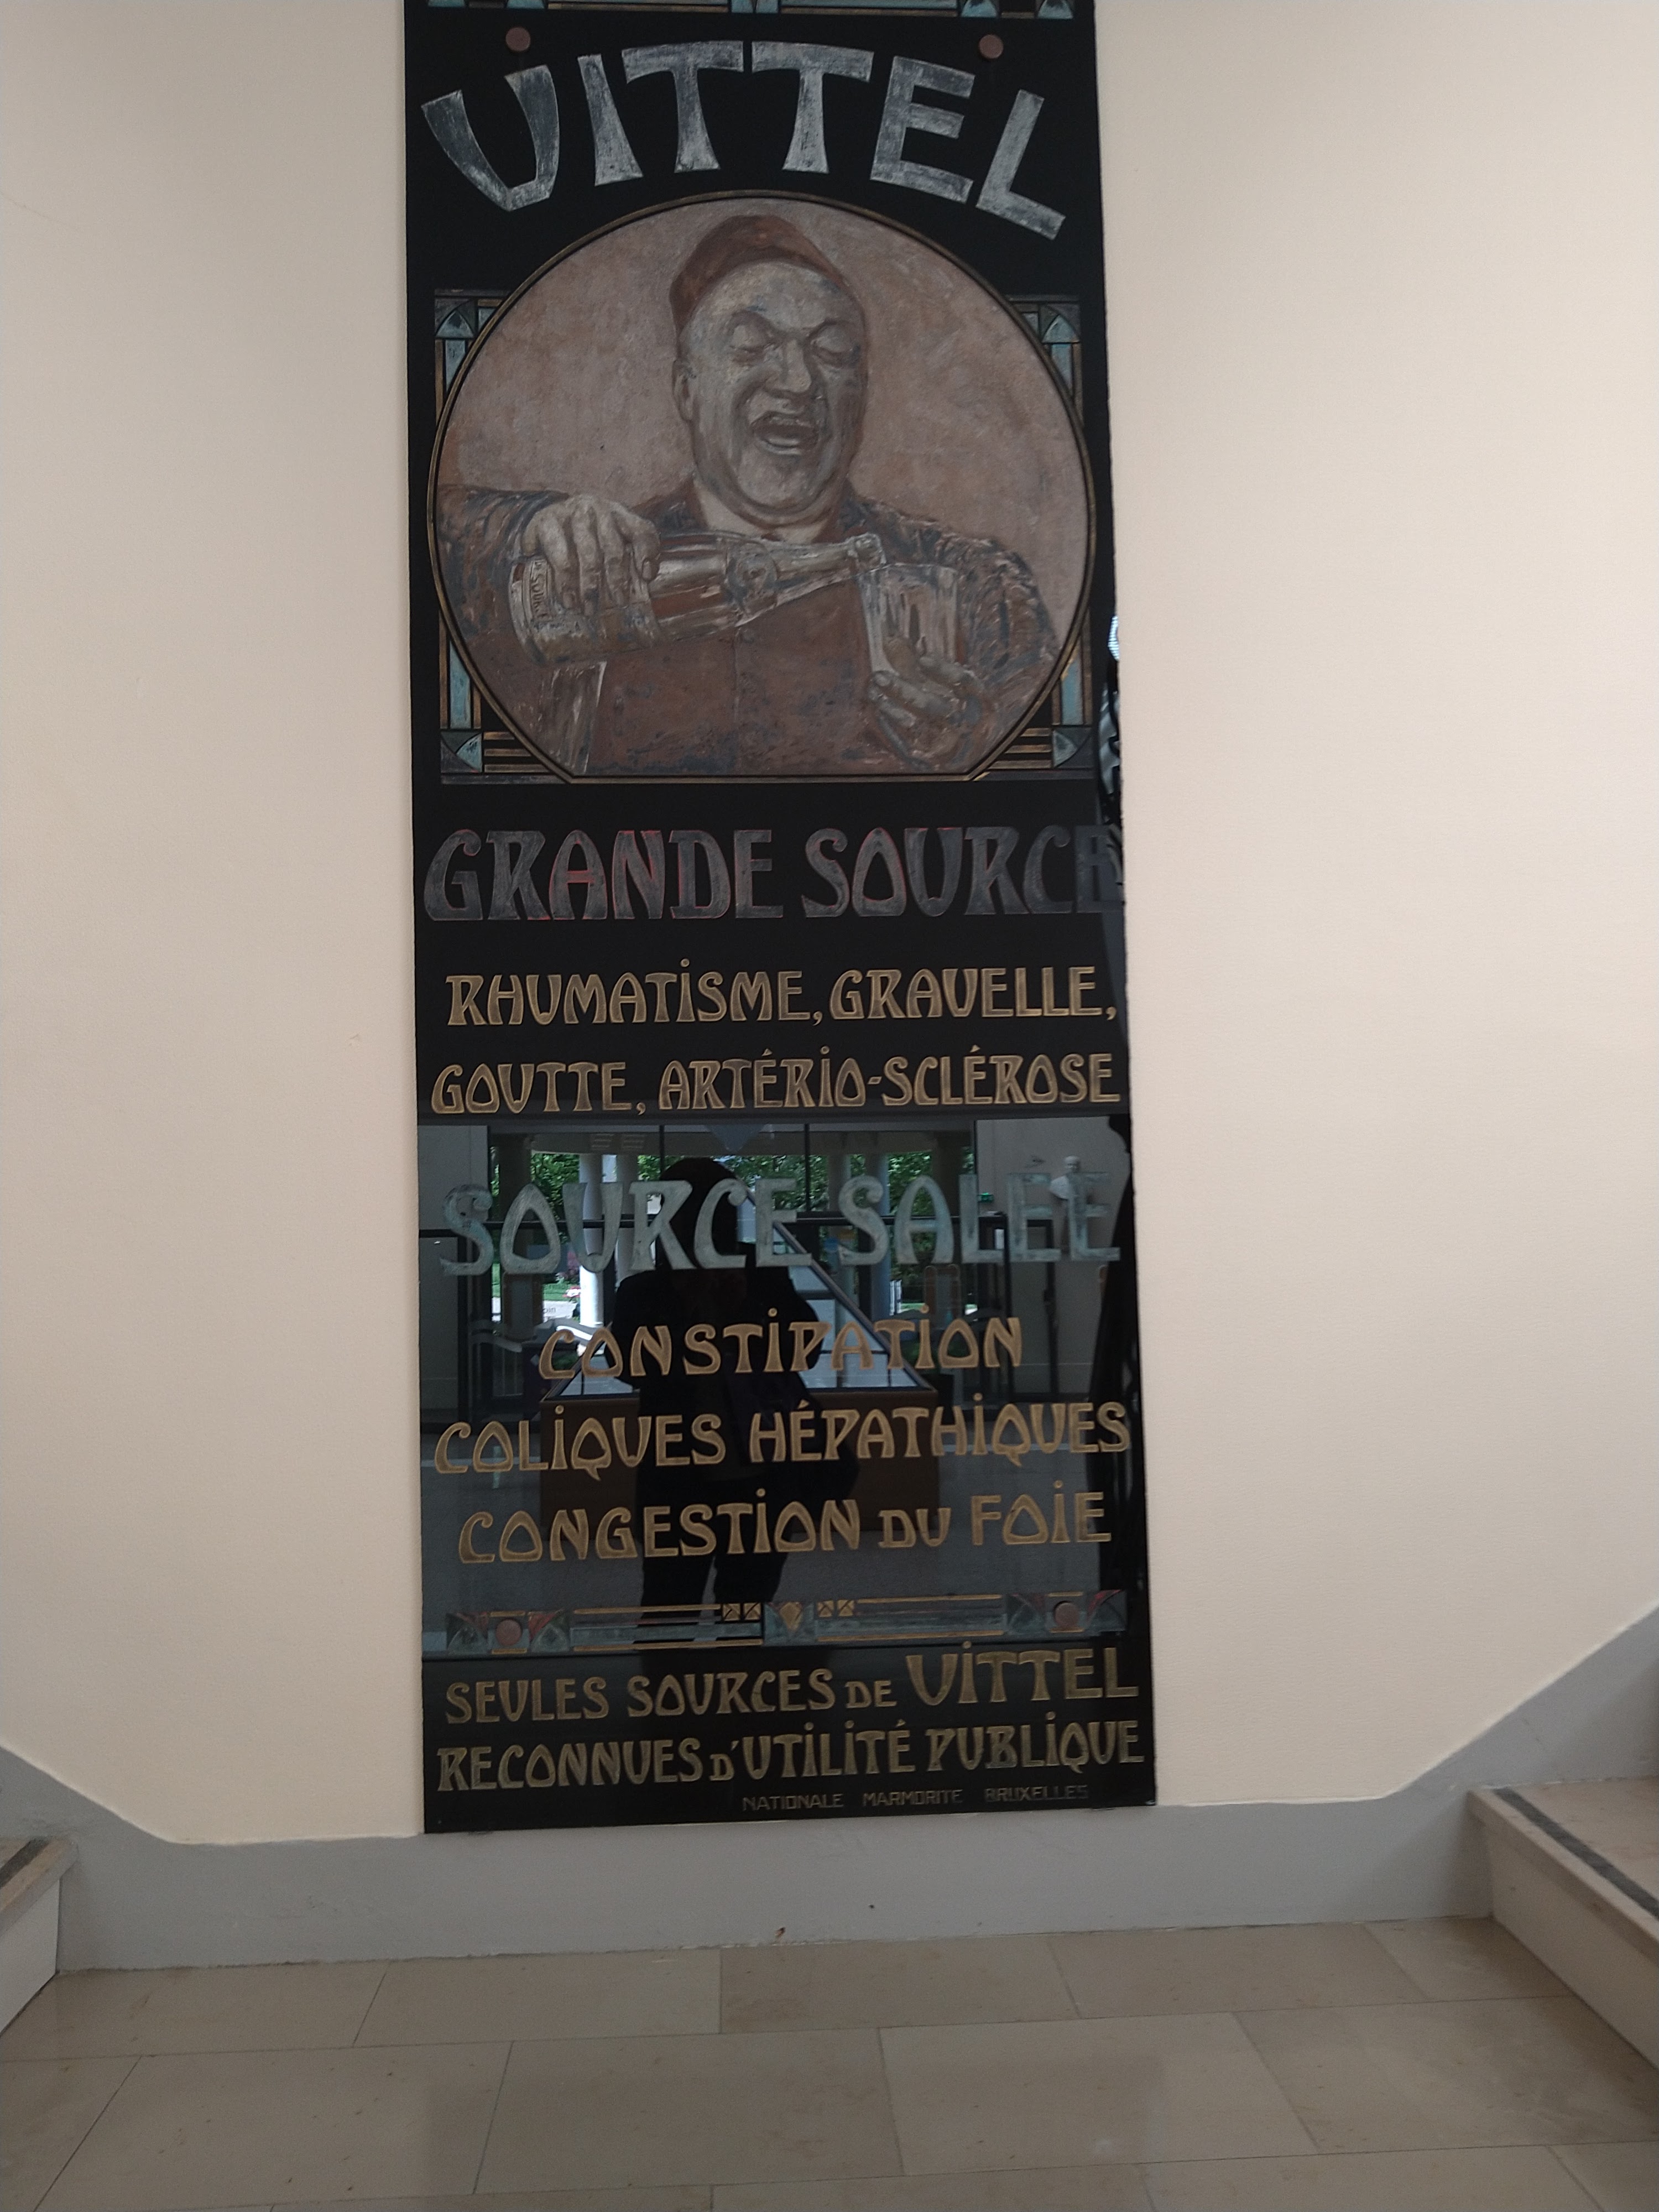 VITTEL
GRANDE SOURCE
RHUMATISME, GRAVELLE,
GOUTTE, ARTÉRIO-SCLÉROSE
SOURCE SALÉE
CONSTIPATION
COLIQUES HÉPATHIQUES
CONGESTION DU FOIE
SEULES SOURCES DE VITTEL
RECONNUES D'UTILITÉ PUBLIQUE
NATIONALE MARMORITE BRUXELLES